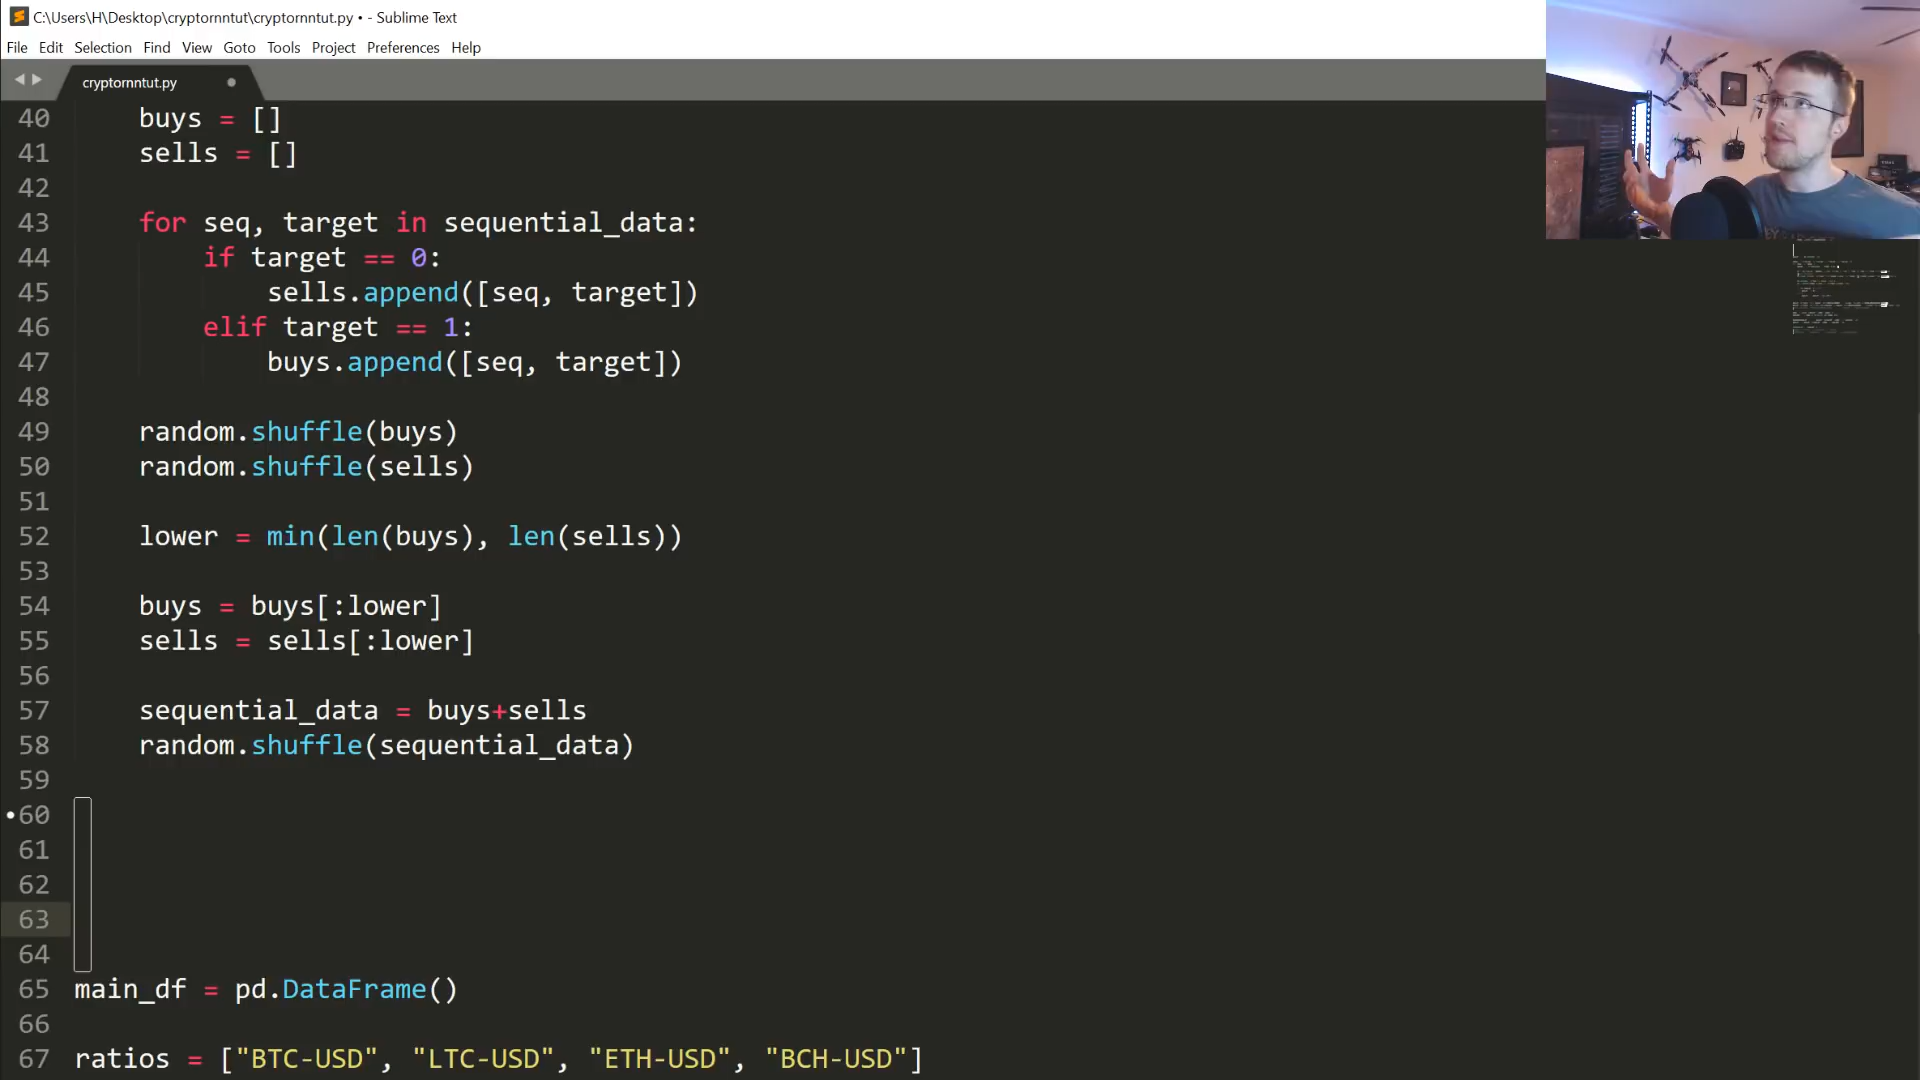 C:\Users\H\Desktop\cryptornntut\cryptornntut.py • - Sublime Text
File Edit Selection Find View Goto Tools Project Preferences Help
cryptornntut.py
40 buys = []
41 sells = []
42
43 for seq, target in sequential_data:
44 if target == 0:
45 sells.append([seq, target])
46 elif target == 1:
47 buys.append([seq, target])
48
49 random.shuffle(buys)
50 random.shuffle(sells)
51
52 lower = min(len(buys), len(sells))
53
54 buys = buys[:lower]
55 sells = sells[:lower]
56
57 sequential_data = buys+sells
58 random.shuffle(sequential_data)
59
60
61
62
63
64
65 main_df = pd.DataFrame()
66
67 ratios = ["BTC-USD", "LTC-USD", "ETH-USD", "BCH-USD"]